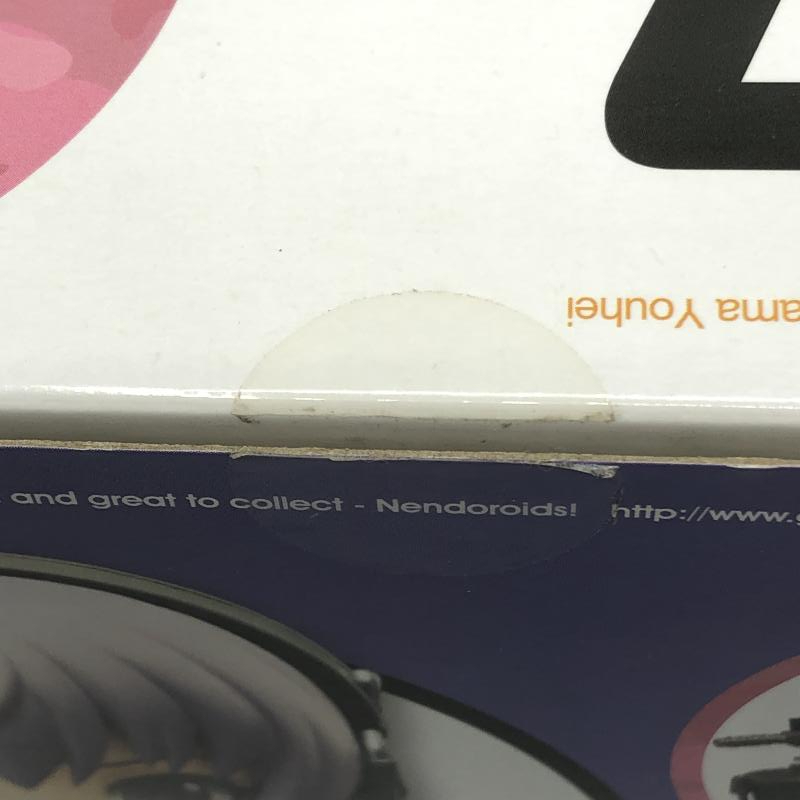 ama Youhei
and great to collect - Nendoroids! http://www.